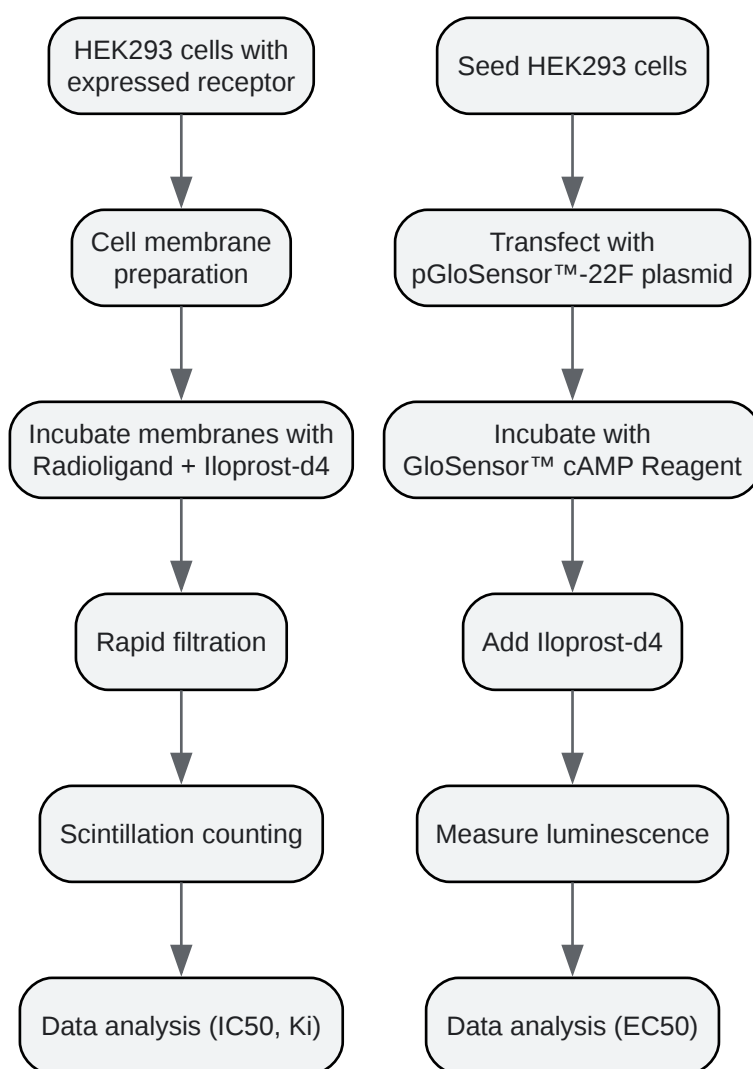 HEK293 cells with
expressed receptor
Cell membrane
preparation
Incubate membranes with
Radioligand + Iloprost-d4
Rapid filtration
Scintillation counting
Data analysis (IC50, Ki)
Seed HEK293 cells
Transfect with
pGloSensor™-22F plasmid
Incubate with
GloSensor™ cAMP Reagent
Add Iloprost-d4
Measure luminescence
Data analysis (EC50)